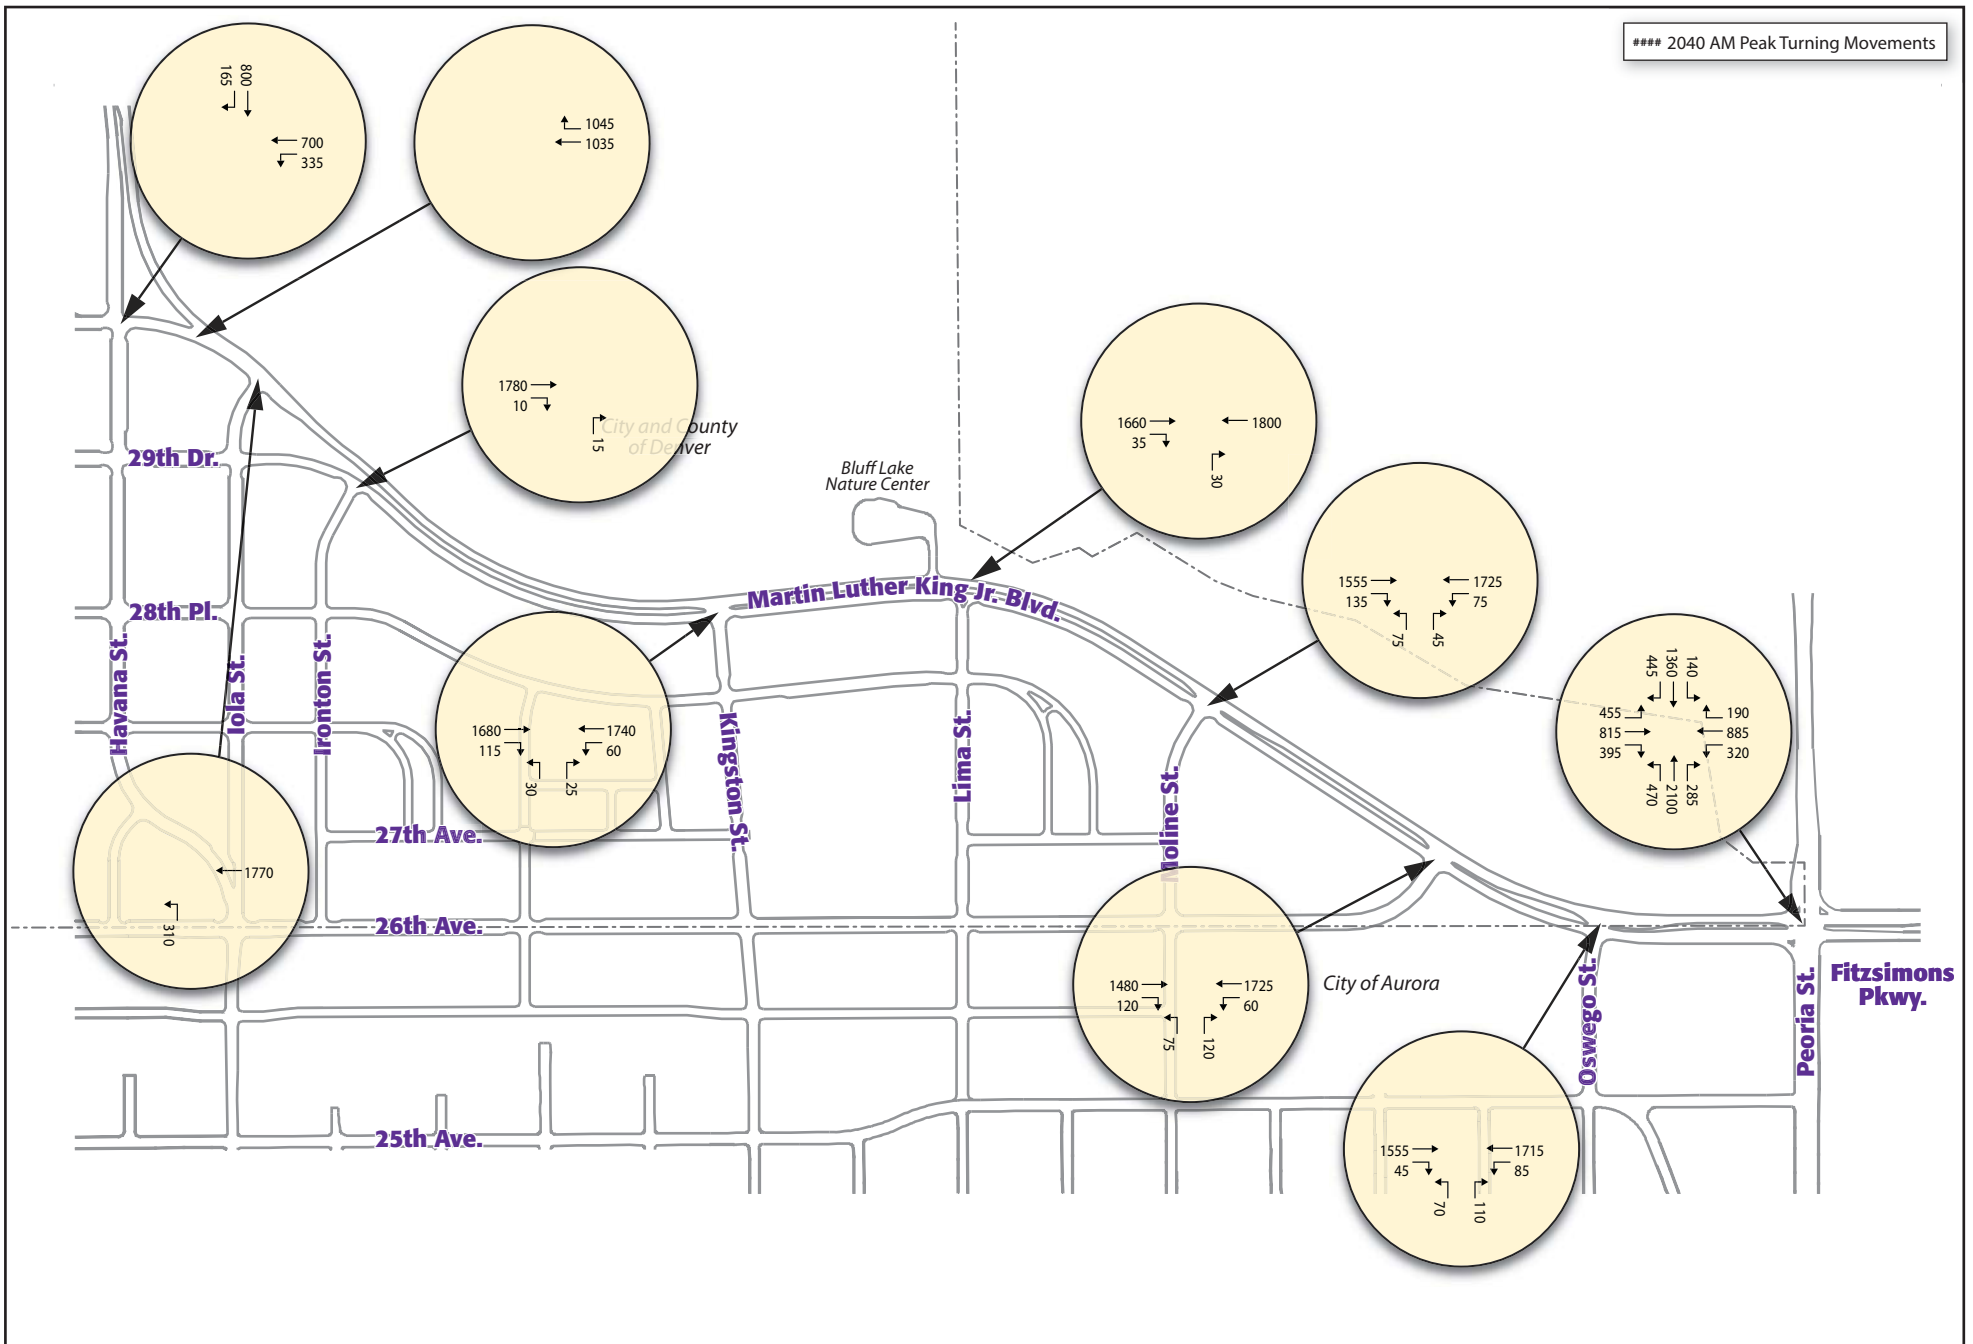 #### 2040 AM Peak Turning Movements
165
800
700
335
1045
1035
1780
10
15
City and County
of Denver
Bluff Lake
Nature Center
1660
35
1800
30
1555
135
1725
75
75
45
445
1360
140
455
815
395
190
885
320
470
2100
285
29th Dr.
28th Pl.
Martin Luther King Jr. Blvd.
Havana St.
Iola St.
Ironton St.
1680
115
1740
60
30
25
Kingston St.
Lima St.
Moline St.
27th Ave.
1770
310
26th Ave.
1480
120
1725
60
75
120
City of Aurora
Oswego St.
Peoria St.
Fitzsimons
Pkwy.
25th Ave.
1555
45
1715
85
70
110